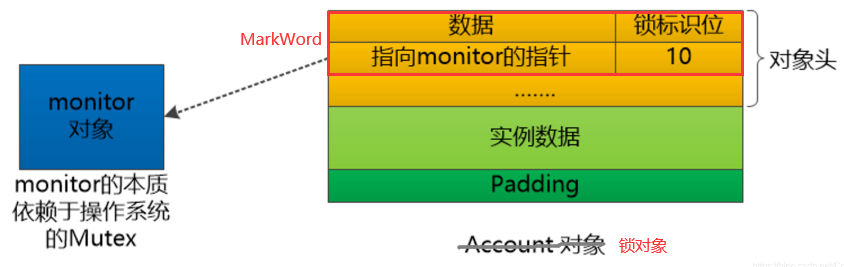 MarkWord
数据 锁标识位
指向monitor的指针 10
.......
对象头
monitor
对象
实例数据
Padding
monitor的本质
依赖于操作系统
的Mutex
Account 对象 锁对象